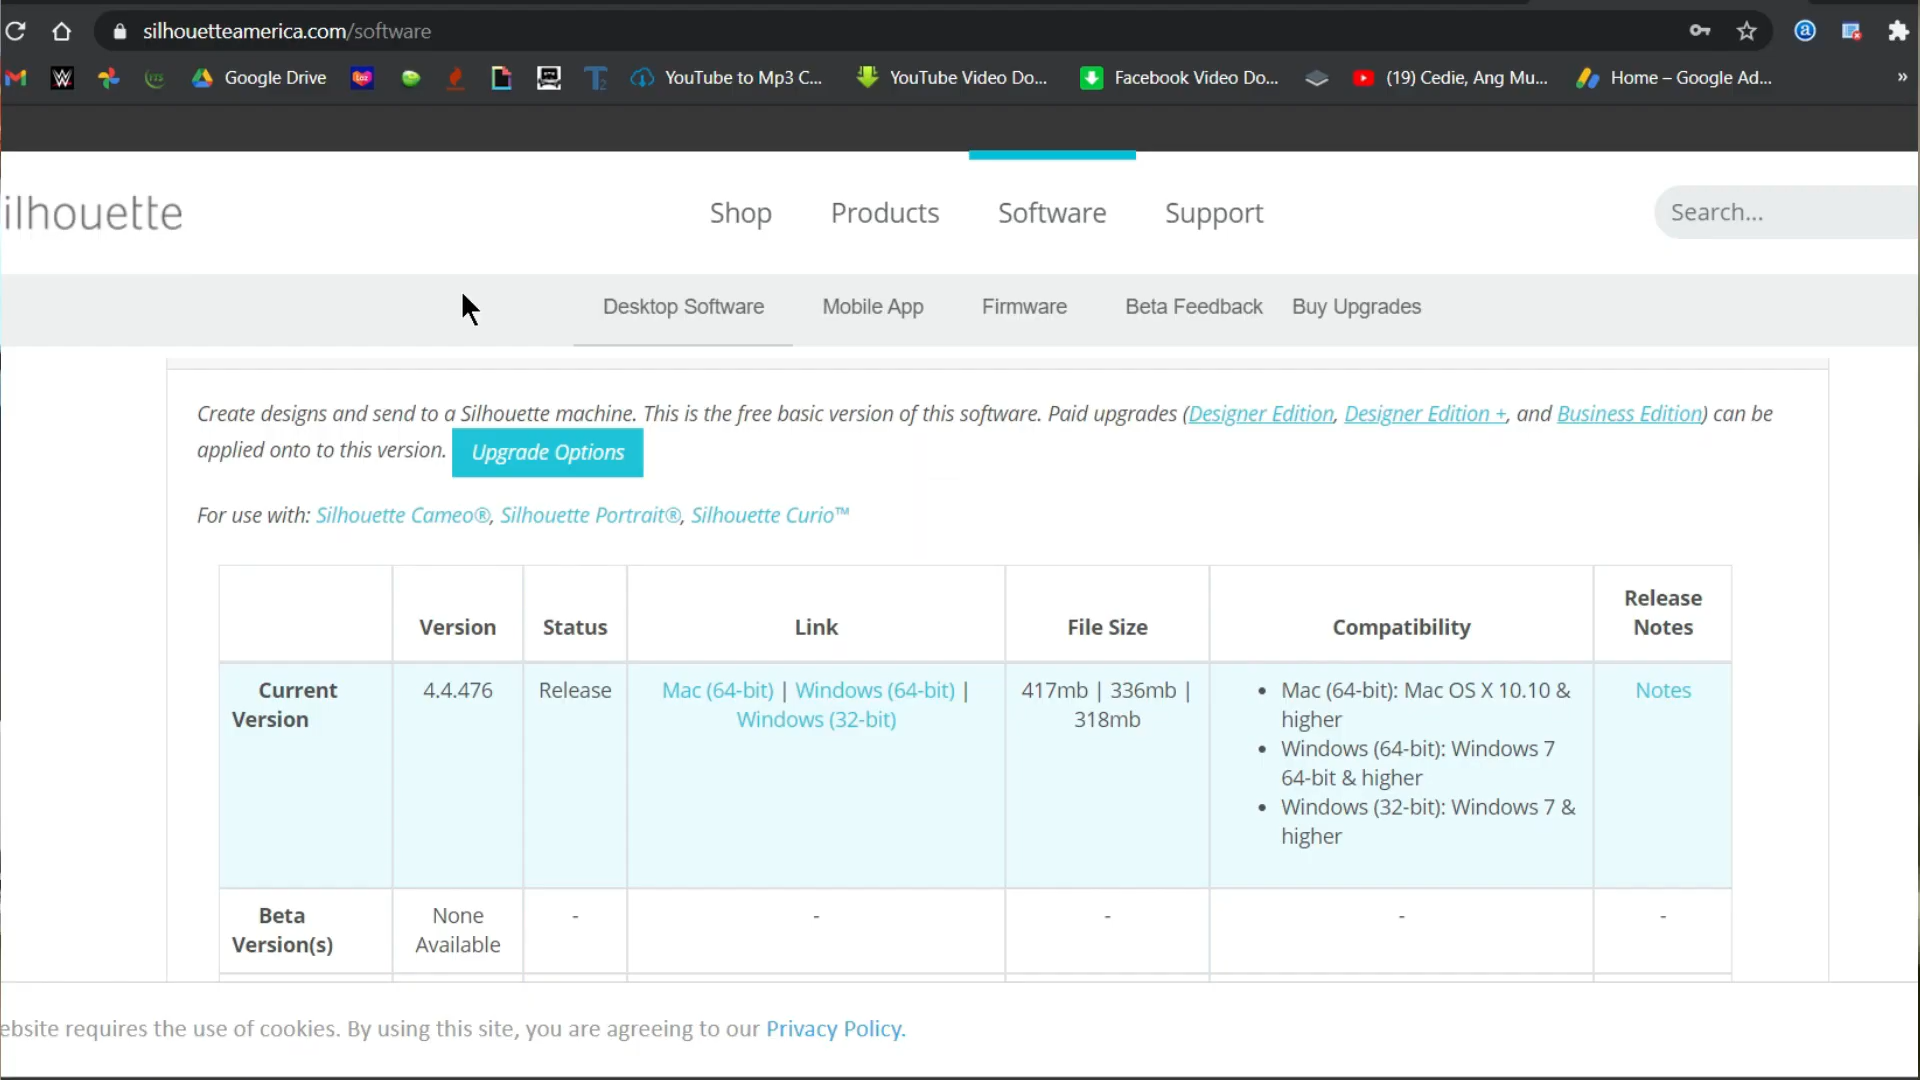 silhouetteamerica.com/software
Google Drive YouTube to Mp3 C... YouTube Video Do... Facebook Video Do... (19) Cedie, Ang Mu... Home – Google Ad... »
ilhouette Shop Products Software Support Search...
Desktop Software Mobile App Firmware Beta Feedback Buy Upgrades
Create designs and send to a Silhouette machine. This is the free basic version of this software. Paid upgrades (Designer Edition, Designer Edition +, and Business Edition) can be
applied onto to this version. Upgrade Options
For use with: Silhouette Cameo®, Silhouette Portrait®, Silhouette Curio™
Version Status Link File Size Compatibility Release Notes
Current Version 4.4.476 Release Mac (64-bit) | Windows (64-bit) | Windows (32-bit) 417mb | 336mb | 318mb
• Mac (64-bit): Mac OS X 10.10 & higher
• Windows (64-bit): Windows 7 64-bit & higher
• Windows (32-bit): Windows 7 & higher
Notes
Beta Version(s) None Available - - - - -
ebsite requires the use of cookies. By using this site, you are agreeing to our Privacy Policy.